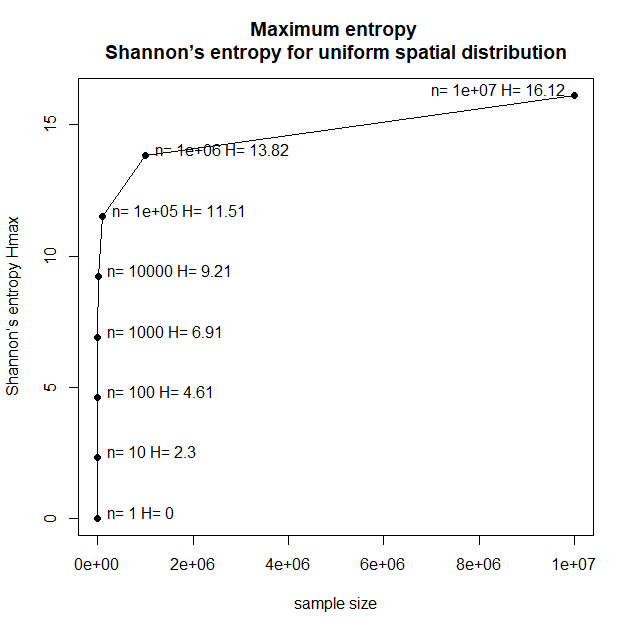 Maximum entropy
Shannon’s entropy for uniform spatial distribution
n= 1e+07 H= 16.12
n= 1e+06 H= 13.82
n= 1e+05 H= 11.51
n= 10000 H= 9.21
n= 1000 H= 6.91
n= 100 H= 4.61
n= 10 H= 2.3
n= 1 H= 0
Shannon's entropy Hmax
15
10
5
0
0e+00 2e+06 4e+06 6e+06 8e+06 1e+07
sample size